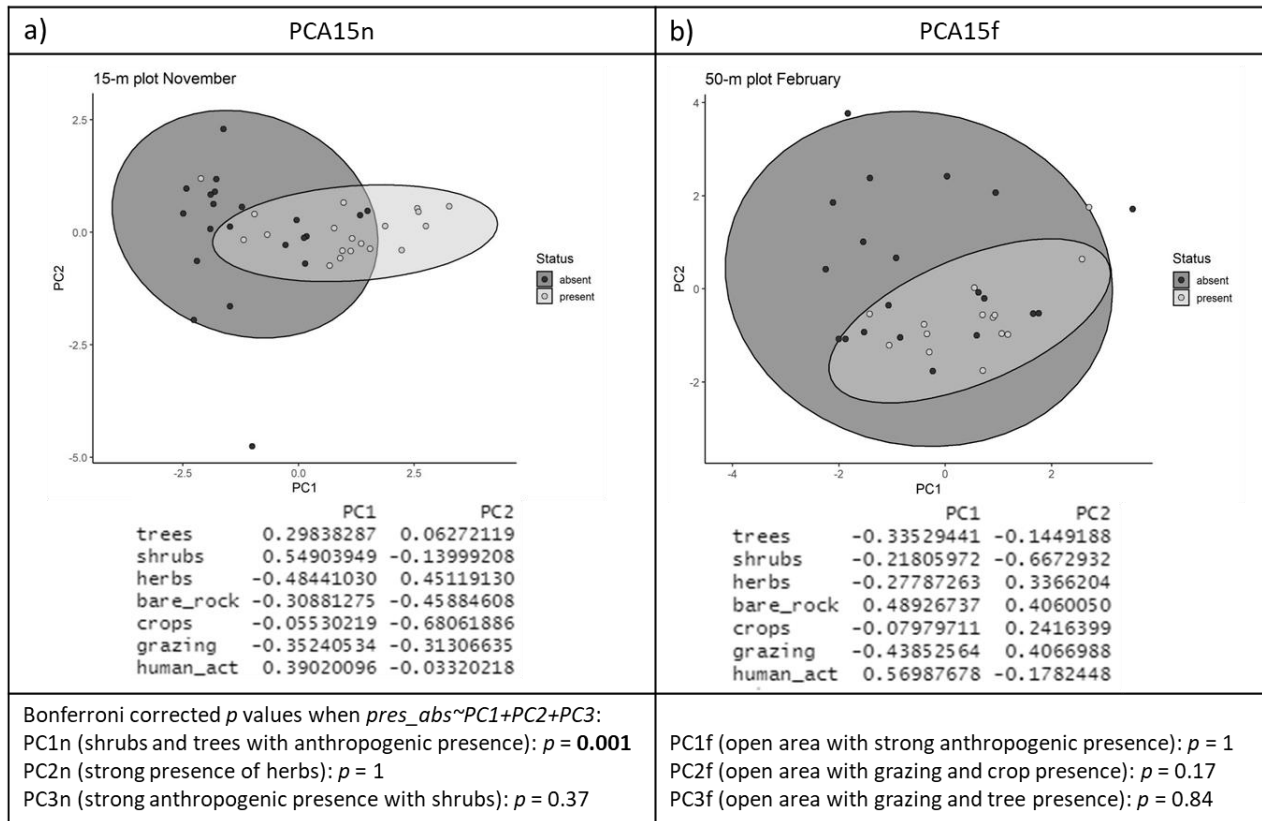 a)
PCA15n
15-m plot November
2.5
0.0
-2.5
-5.0
PC2
-2.5
0.0
2.5
PC1
Status
absent
present
PC1 PC2
trees 0.29838287 0.06272119
shrubs 0.54903949 -0.13999208
herbs -0.48441030 0.45119130
bare_rock -0.30881275 -0.45884608
crops -0.05530219 -0.68061886
grazing -0.35240534 -0.31306635
human_act 0.39020096 -0.03320218
Bonferroni corrected p values when pres_abs~PC1+PC2+PC3:
PC1n (shrubs and trees with anthropogenic presence): p = 0.001
PC2n (strong presence of herbs): p = 1
PC3n (strong anthropogenic presence with shrubs): p = 0.37
b)
PCA15f
50-m plot February
4
2
0
-2
PC2
-4
-2
0
2
PC1
Status
absent
present
PC1 PC2
trees -0.33529441 -0.1449188
shrubs -0.21805972 -0.6672932
herbs -0.27787263 0.3366204
bare_rock 0.48926737 0.4060050
crops -0.07979711 0.2416399
grazing -0.43852564 0.4066988
human_act 0.56987678 -0.1782448
PC1f (open area with strong anthropogenic presence): p = 1
PC2f (open area with grazing and crop presence): p = 0.17
PC3f (open area with grazing and tree presence): p = 0.84